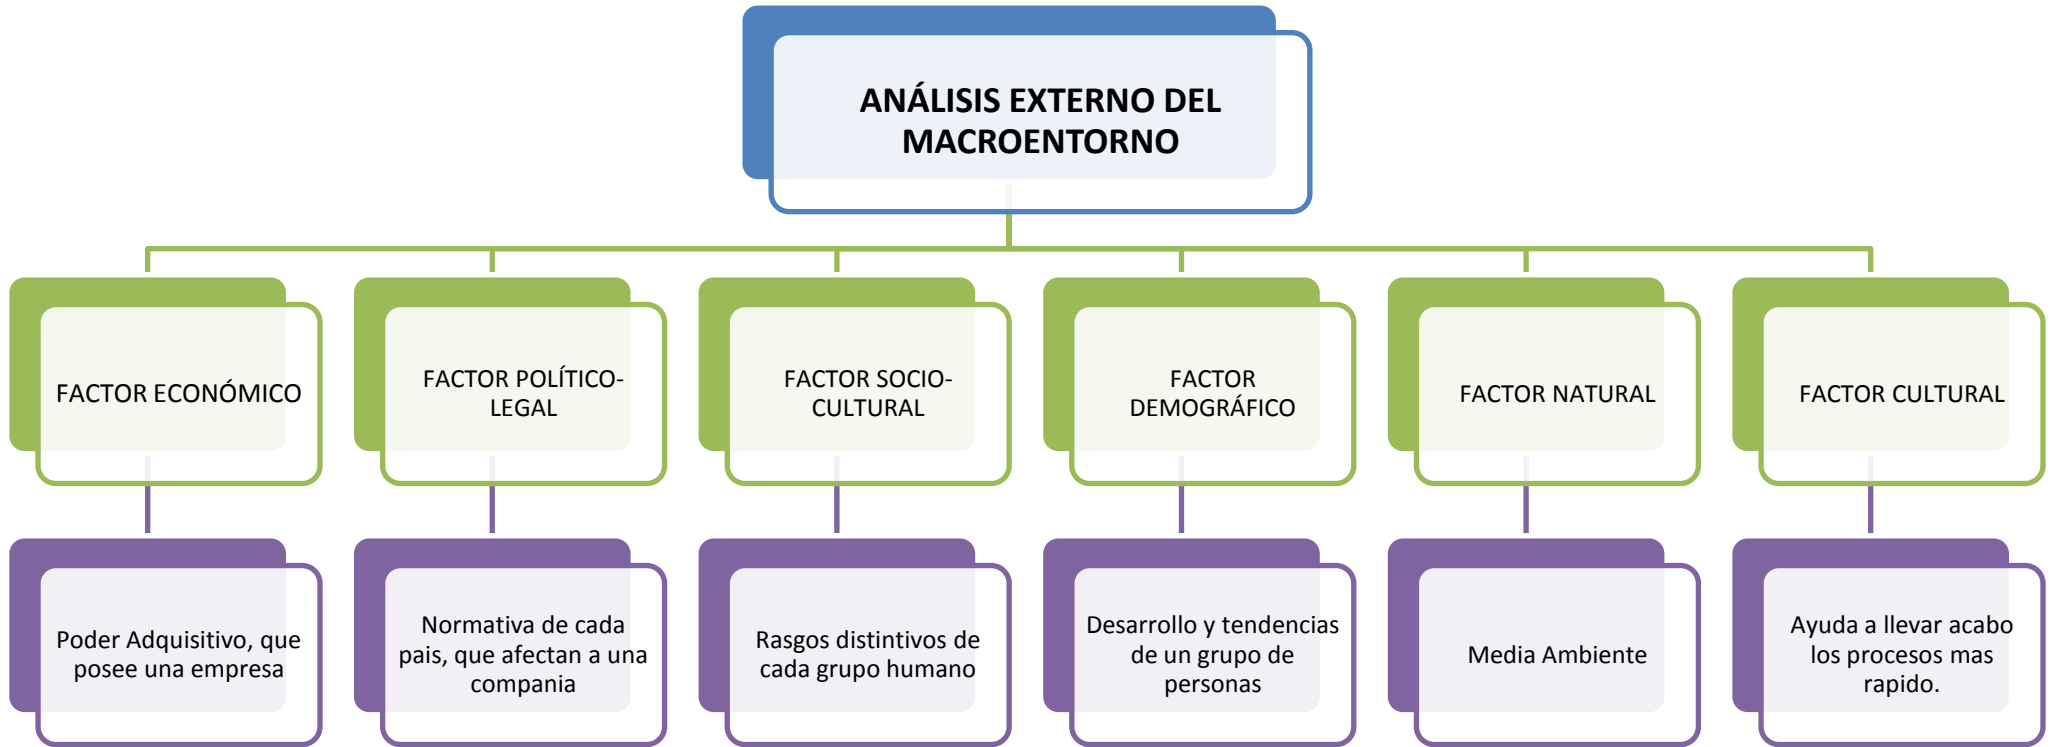 ANÁLISIS EXTERNO DEL
MACROENTORNO
FACTOR ECONÓMICO
FACTOR POLÍTICO-
LEGAL
FACTOR SOCIO-
CULTURAL
FACTOR
DEMOGRÁFICO
FACTOR NATURAL
FACTOR CULTURAL
Poder Adquisitivo, que
posee una empresa
Normativa de cada
pais, que afectan a una
compania
Rasgos distintivos de
cada grupo humano
Desarrollo y tendencias
de un grupo de
personas
Media Ambiente
Ayuda a llevar acabo
los procesos mas
rapido.